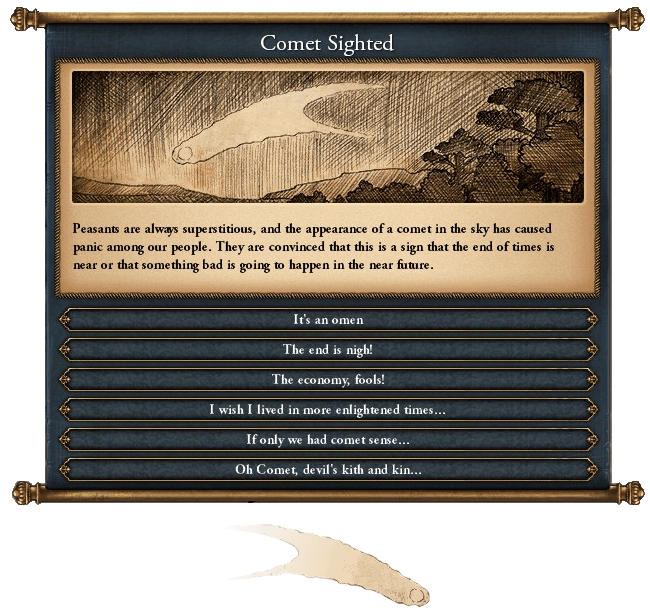 Comet Sighted
Peasants are always superstitious, and the appearance of a comet in the sky has caused
panic among our people. They are convinced that this is a sign that the end of times is
near or that something bad is going to happen in the near future.
It's an omen
The end is nigh!
The economy, fools!
I wish I lived in more enlightened times...
If only we had comet sense...
Oh Comet, devil's kith and kin...